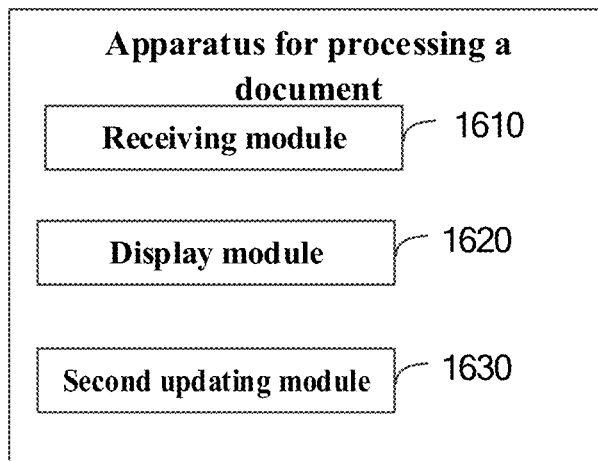 Apparatus for processing a
document
Receiving module 1610
Display module 1620
Second updating module 1630